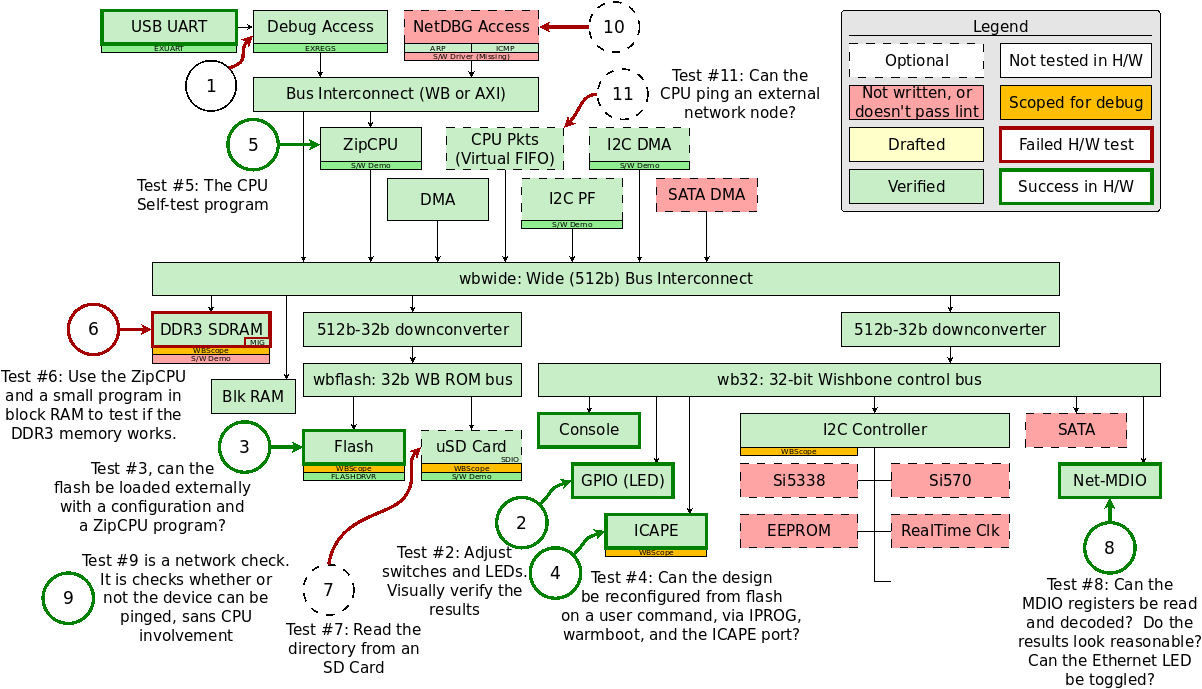 USB UART
EXUART
Debug Access
EXREGS
NetDBG Access
ARP
ICMP
S/W Driver (Missing)
10
1
Bus Interconnect (WB or AXI)
Test #11: Can the
CPU ping an external
network node?
11
5
ZipCPU
S/W Demo
CPU Pkts
(Virtual FIFO)
I2C DMA
S/W Demo
Test #5: The CPU
Self-test program
DMA
I2C PF
S/W Demo
SATA DMA
Legend
Optional
Not tested in H/W
Not written, or
doesn't pass lint
Scoped for debug
Drafted
Failed H/W test
Verified
Success in H/W
wbwide: Wide (512b) Bus Interconnect
6
DDR3 SDRAM
MIG
WBScope
S/W Demo
512b-32b downconverter
512b-32b downconverter
Test #6: Use the ZipCPU
and a small program in
block RAM to test if the
DDR3 memory works.
Blk RAM
wbflash: 32b WB ROM bus
wb32: 32-bit Wishbone control bus
3
Flash
WBScope
FLASHDRVR
uSD Card
SDIO
WBScope
S/W Demo
Console
I2C Controller
WBScope
SATA
Test #3, can the
flash be loaded externally
with a configuration and
a ZipCPU program?
GPIO (LED)
Si5338
Si570
Net-MDIO
2
ICAPE
WBScope
EEPROM
RealTime Clk
4
8
Test #9 is a network check.
It is checks whether or
not the device can be
pinged, sans CPU
involvement
9
7
Test #7: Read the
directory from an
SD Card
Test #2: Adjust
switches and LEDs.
Visually verify the
results
Test #4: Can the design
be reconfigured from flash
on a user command, via IPROG,
warmboot, and the ICAPE port?
Test #8: Can the
MDIO registers be read
and decoded? Do the
results look reasonable?
Can the Ethernet LED
be toggled?